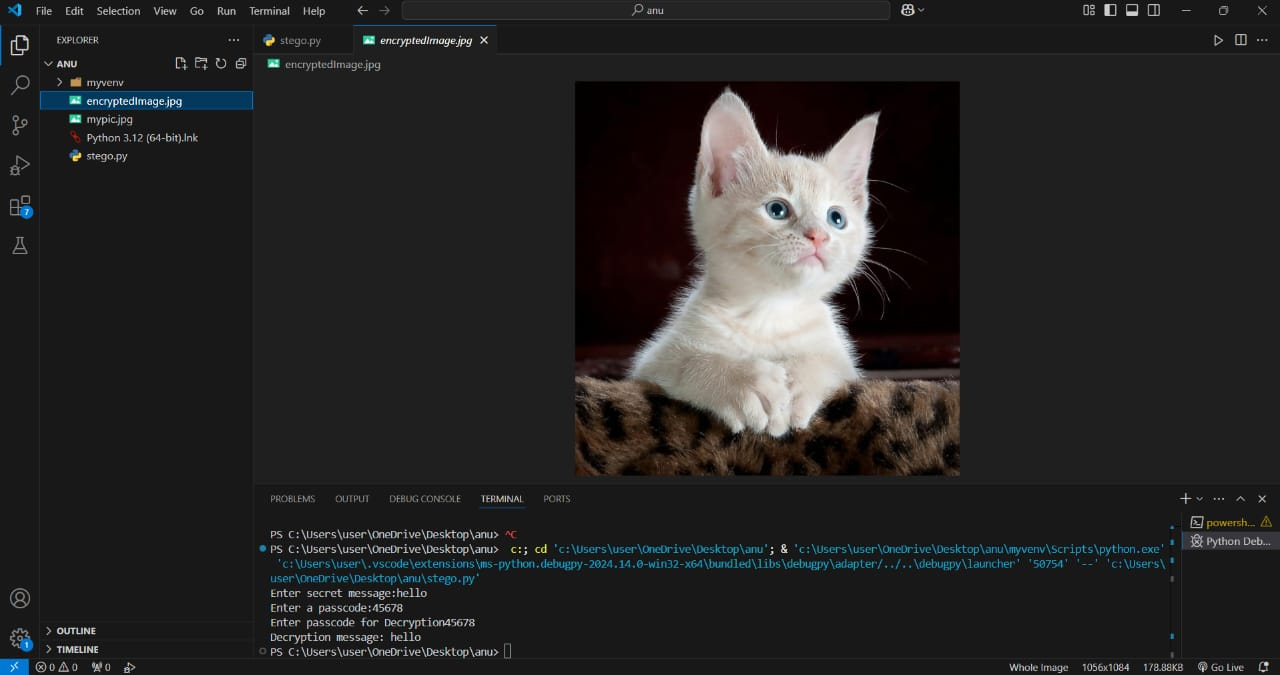 File Edit Selection View Go Run Terminal Help
anu
EXPLORER
stego.py
encryptedImage.jpg
ANU
encryptedImage.jpg
myvenv
encryptedImage.jpg
mypic.jpg
Python 3.12 (64-bit).lnk
stego.py
7
PROBLEMS OUTPUT DEBUG CONSOLE TERMINAL PORTS
powersh...
Python Deb...
PS C:\Users\user\OneDrive\Desktop\anu> ^C
PS C:\Users\user\OneDrive\Desktop\anu> c:; cd 'c:\Users\user\OneDrive\Desktop\anu'; & 'c:\Users\user\OneDrive\Desktop\anu\myvenv\Scripts\python.exe'
'c:\Users\user\.vscode\extensions\ms-python.debugpy-2024.14.0-win32-x64\bundled\libs\debugpy\adapter/../..\debugpy\launcher' '50754' '--' 'c:\Users\
user\OneDrive\Desktop\anu\stego.py'
Enter secret message:hello
Enter a passcode:45678
Enter passcode for Decryption45678
Decryption message: hello
PS C:\Users\user\OneDrive\Desktop\anu>
OUTLINE
1
TIMELINE
0 0 0
Whole Image 1056x1084 178.88KB Go Live